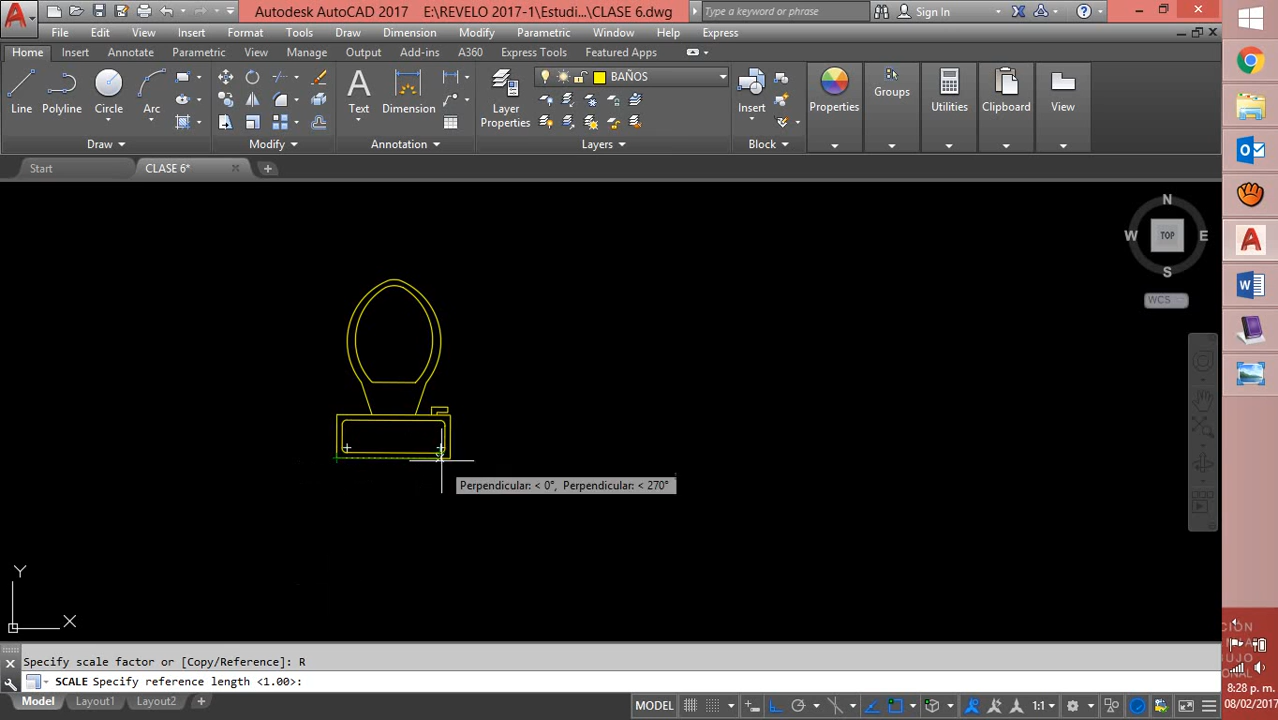 Autodesk AutoCAD 2017 E:\REVELO 2017-1\Estudi...\CLASE 6.dwg
Type a keyword or phrase
Sign In
File Edit View Insert Format Tools Draw Dimension Modify Parametric Window Help Express
Home Insert Annotate Parametric View Manage Output Add-ins A360 Express Tools Featured Apps
BAÑOS
Line Polyline Circle Arc Text Dimension Layer Properties Insert Properties Groups Utilities Clipboard View
Draw Modify Annotation Layers Block
Start CLASE 6*
N
W TOP E
S
WCS
Perpendicular: < 0°, Perpendicular: < 270°
Y
X
Specify scale factor or [Copy/Reference]: R
SCALE Specify reference length <1.00>:
Model Layout1 Layout2
MODEL 1:1
8:28 p. m.
08/02/2017